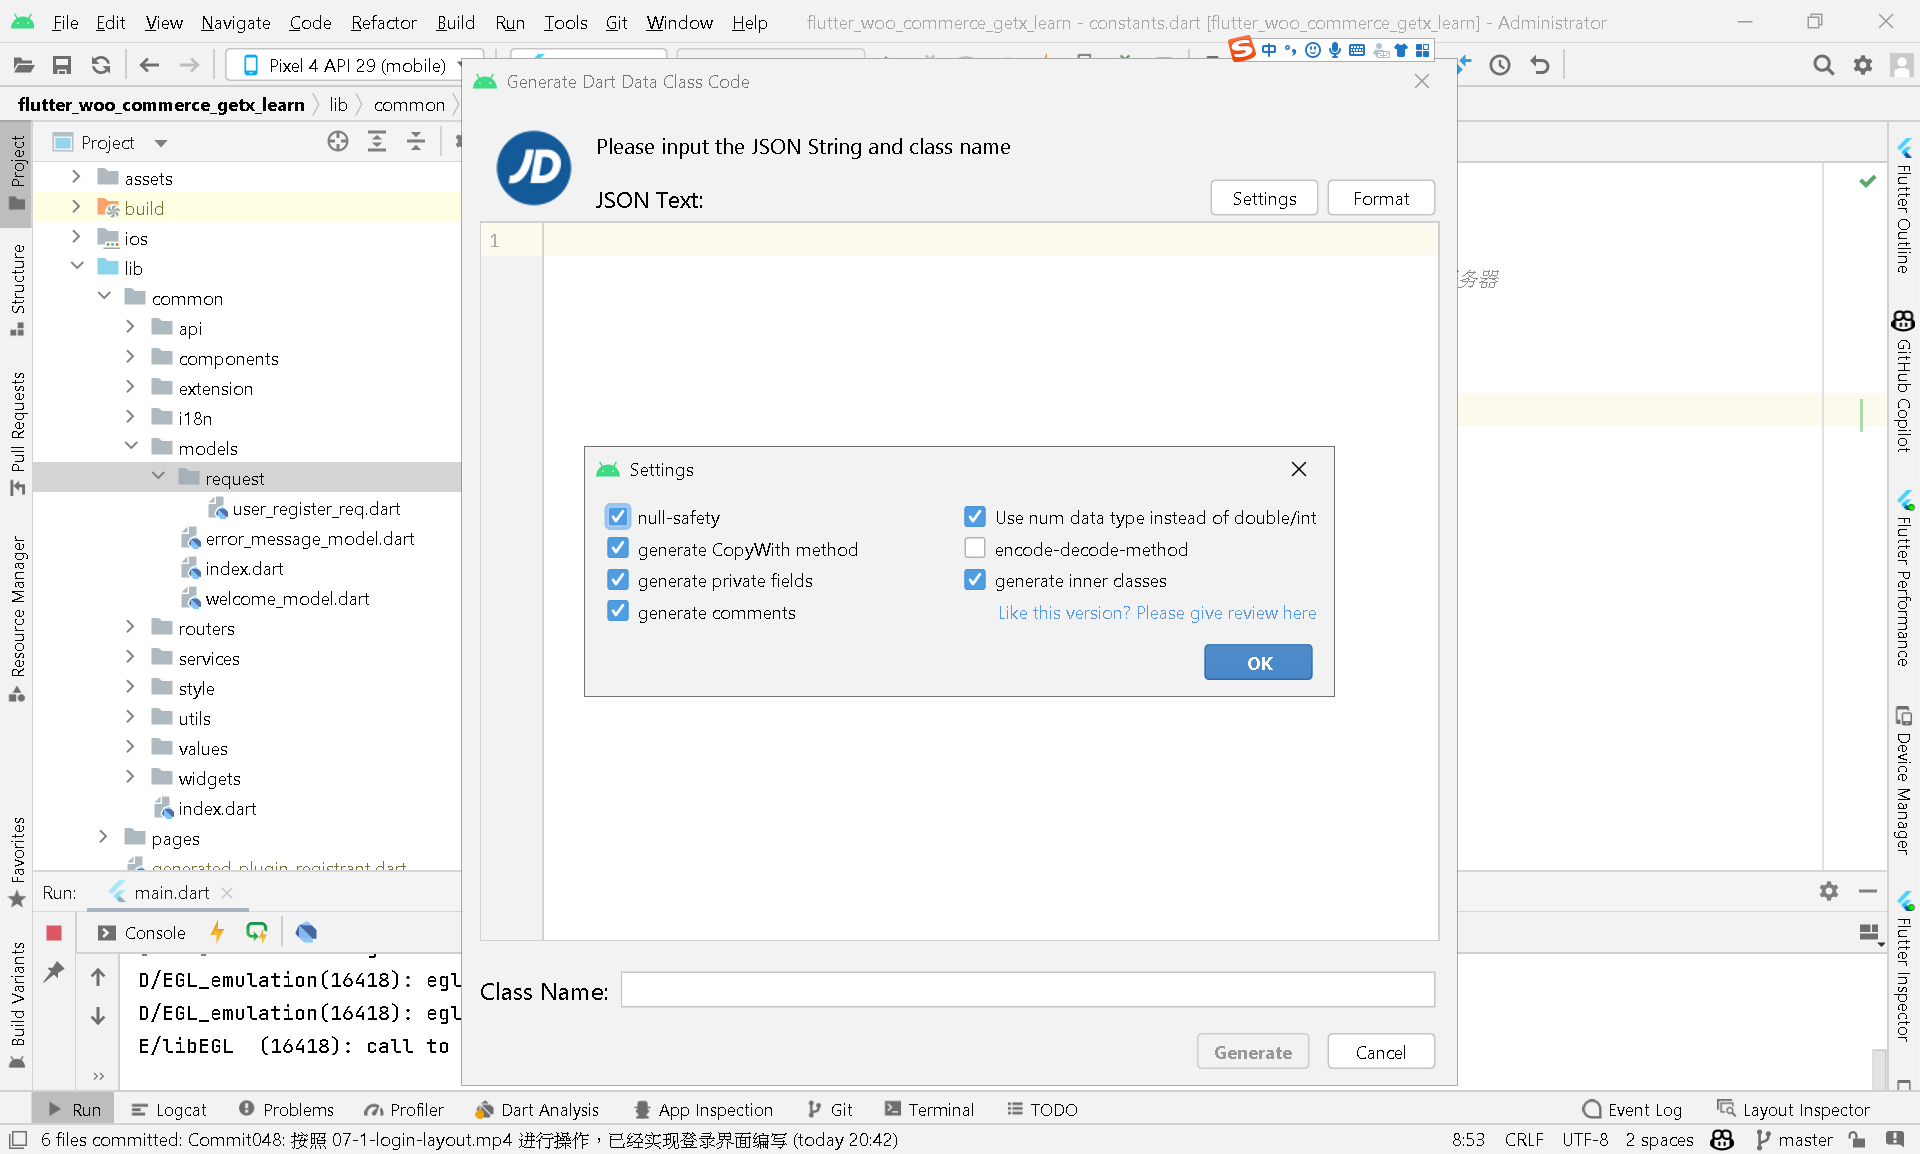 File Edit View Navigate Code Refactor Build Run Tools Git Window Help flutter_woo_commerce_getx_learn - constants.dart [flutter_woo_commerce_getx_learn] - Administrator
Pixel 4 API 29 (mobile)
中
flutter_woo_commerce_getx_learn lib common
Generate Dart Data Class Code
Project
Please input the JSON String and class name
JSON Text:
Settings Format
1
assets
build
ios
lib
common
api
components
extension
i18n
models
request
user_register_req.dart
error_message_model.dart
index.dart
welcome_model.dart
routers
services
style
utils
values
widgets
index.dart
pages
generated_plugin_registrant.dart
务器
Settings
null-safety
Use num data type instead of double/int
generate CopyWith method
encode-decode-method
generate private fields
generate inner classes
generate comments
Like this version? Please give review here
OK
Class Name:
Generate Cancel
Project
Structure
Pull Requests
Resource Manager
Favorites
Build Variants
Flutter Outline
GitHub Copilot
Flutter Performance
Device Manager
Flutter Inspector
Run: main.dart
Console
D/EGL_emulation(16418): egl
D/EGL_emulation(16418): egl
E/libEGL (16418): call to
Run Logcat Problems Profiler Dart Analysis App Inspection Git Terminal TODO Event Log Layout Inspector
6 files committed: Commit048: 按照 07-1-login-layout.mp4 进行操作，已经实现登录界面编写 (today 20:42) 8:53 CRLF UTF-8 2 spaces master